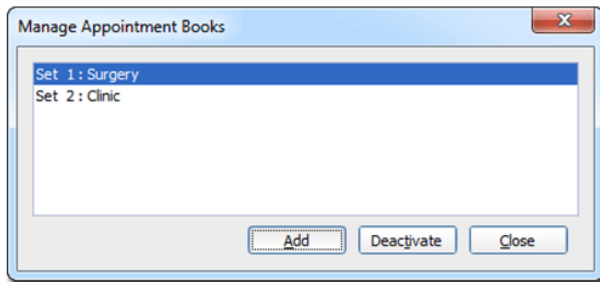 Manage Appointment Books
Set 1 : Surgery
Set 2 : Clinic
Add Deactivate Close